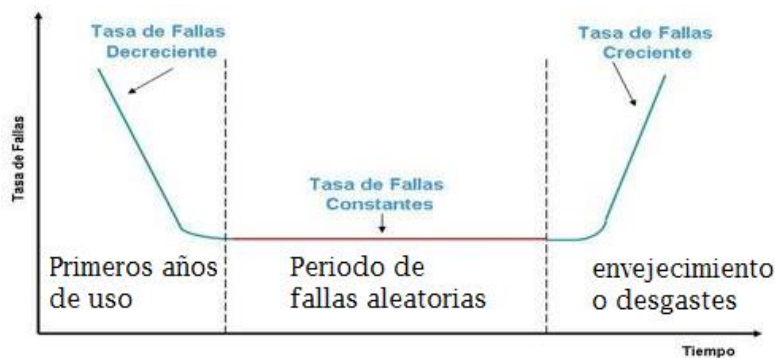 Tasa de Fallas
Decreciente
Tasa de Fallas
Creciente
Tasa de Fallas
Tasa de Fallas
Constantes
Primeros años
de uso
Periodo de
fallas aleatorias
envejecimiento
o desgastes
Tiempo